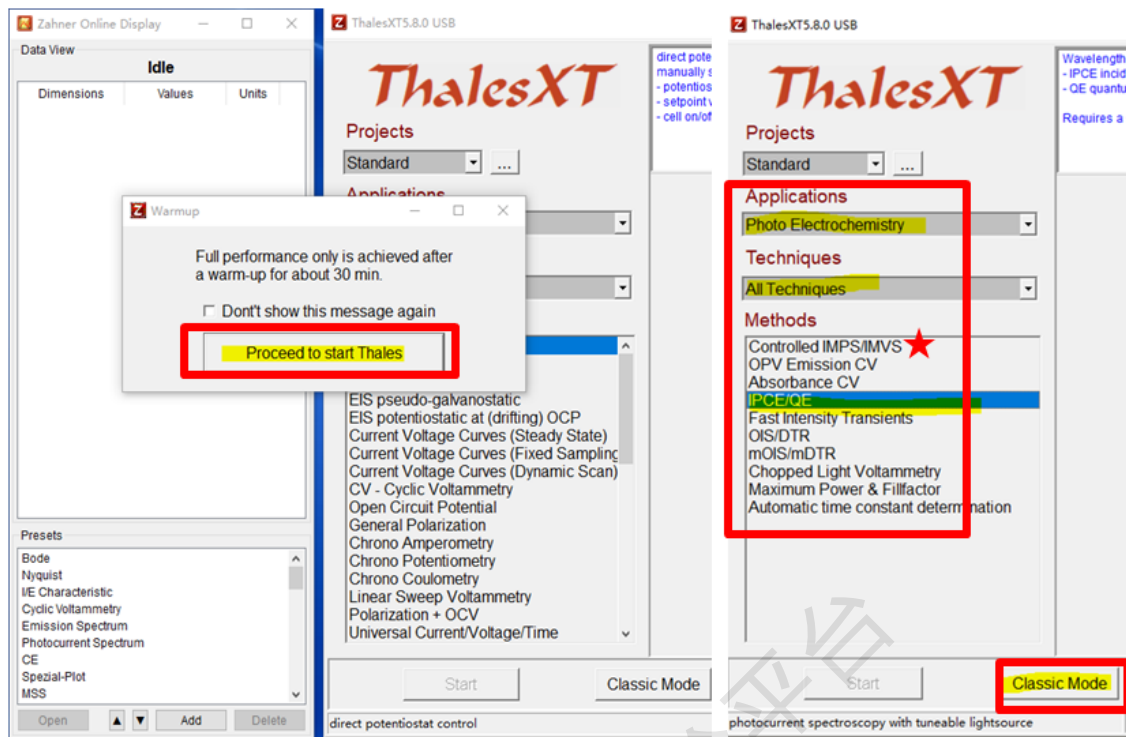 Zahner Online Display
Data View
Idle
Dimensions Values Units
Warmup
Full performance only is achieved after
a warm-up for about 30 min.
Dont't show this message again
Proceed to start Thales
Presets
Bode
Nyquist
I/E Characteristic
Cyclic Voltammetry
Emission Spectrum
Photocurrent Spectrum
CE
Spezial-Plot
MSS
Open ▲ ▼ Add Delete
ThalesXT5.8.0 USB
ThalesXT
direct pote
manually s
- potentios
- setpoint v
- cell on/of
Projects
Standard ...
Applications
EIS pseudo-galvanostatic
EIS potentiostatic at (drifting) OCP
Current Voltage Curves (Steady State)
Current Voltage Curves (Fixed Sampling
Current Voltage Curves (Dynamic Scan)
CV - Cyclic Voltammetry
Open Circuit Potential
General Polarization
Chrono Amperometry
Chrono Potentiometry
Chrono Coulometry
Linear Sweep Voltammetry
Polarization + OCV
Universal Current/Voltage/Time
Start Classic Mode
direct potentiostat control
ThalesXT5.8.0 USB
ThalesXT
Wavelength
- IPCE incid
- QE quantu
Requires a
Projects
Standard ...
Applications
Photo Electrochemistry
Techniques
All Techniques
Methods
Controlled IMPS/IMVS
OPV Emission CV
Absorbance CV
IPCE/QE
Fast Intensity Transients
OIS/DTR
mOIS/mDTR
Chopped Light Voltammetry
Maximum Power & Fillfactor
Automatic time constant determination
Start Classic Mode
photocurrent spectroscopy with tuneable lightsource
平台